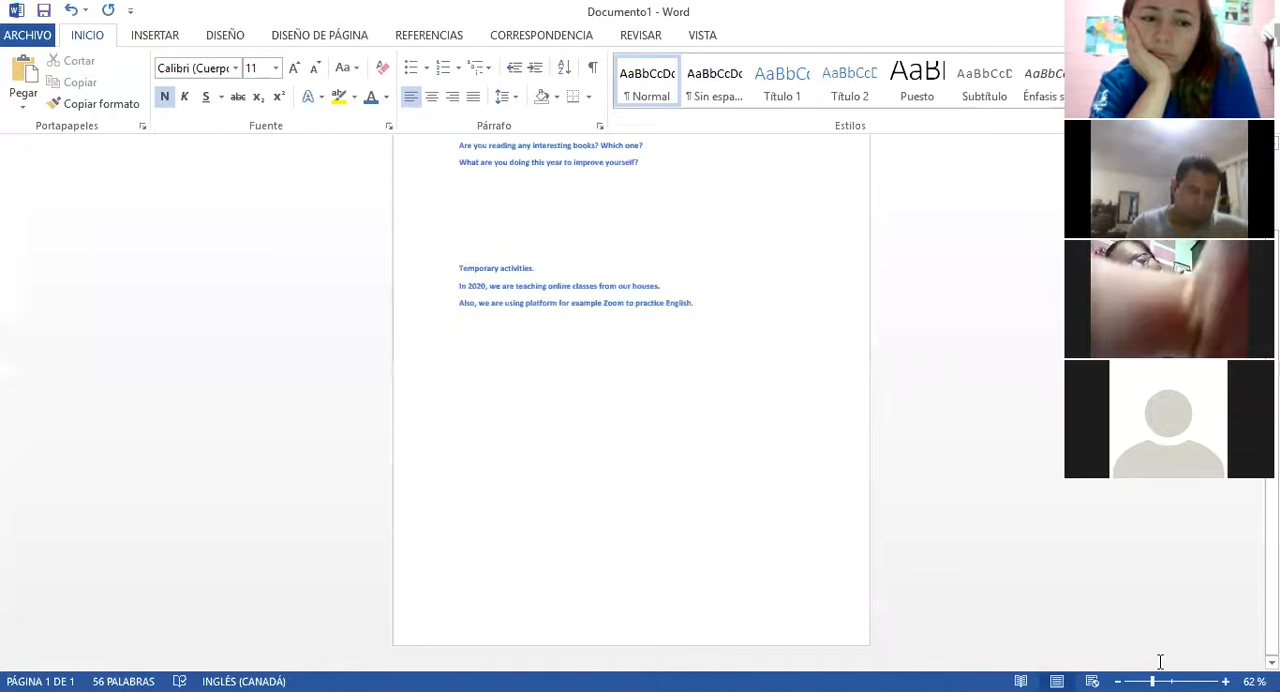 Documento1 - Word
ARCHIVO INICIO INSERTAR DISEÑO DISEÑO DE PÁGINA REFERENCIAS CORRESPONDENCIA REVISAR VISTA
Pegar
Cortar
Copiar
Copiar formato
Portapapeles
Calibri (Cuerpo 11
N K S abc x₂ x²
Fuente
Párrafo
AaBbCcDc AaBbCcDc AaBbCc AaBbCcD AaBl AaBbCcD AaBbCc
¶ Normal ¶ Sin espa... Título 1 Título 2 Puesto Subtítulo Énfasis s
Estilos
Are you reading any interesting books? Which one?
What are you doing this year to improve yourself?
Temporary activities.
In 2020, we are teaching online classes from our houses.
Also, we are using platform for example Zoom to practice English.
PÁGINA 1 DE 1 56 PALABRAS INGLÉS (CANADÁ) 62 %